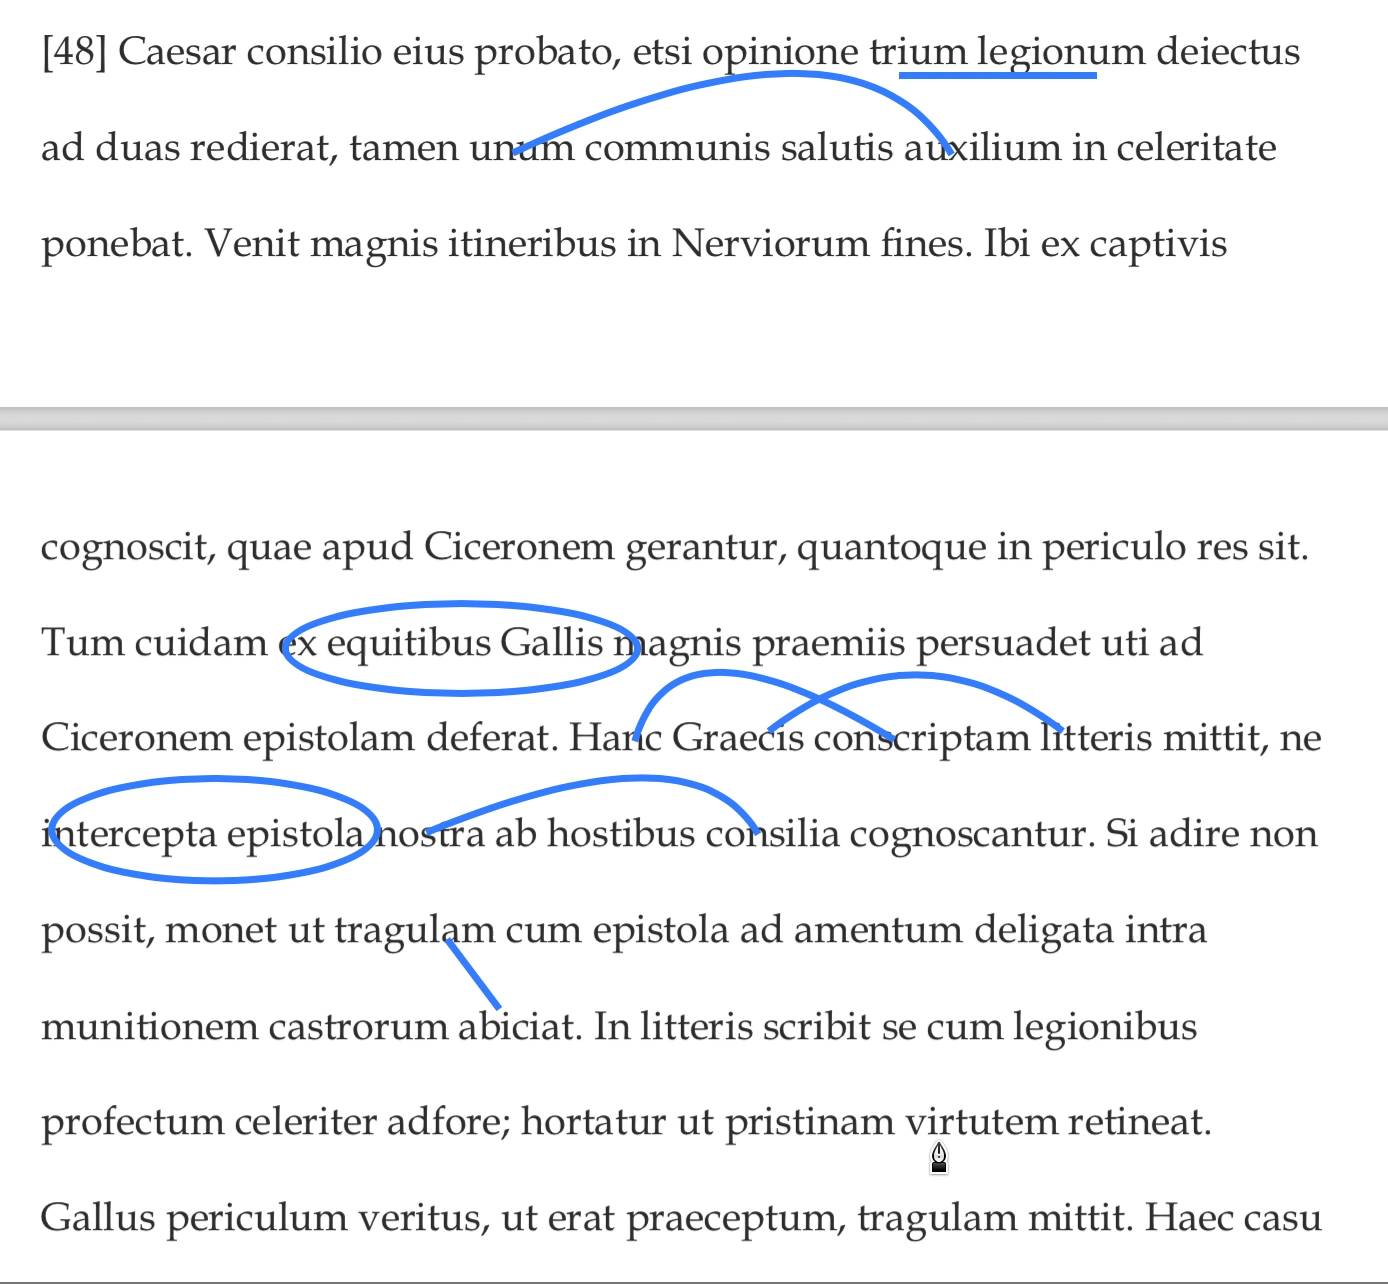 [48] Caesar consilio eius probato, etsi opinione trium legionum deiectus
ad duas redierat, tamen unum communis salutis auxilium in celeritate
ponebat. Venit magnis itineribus in Nerviorum fines. Ibi ex captivis
cognoscit, quae apud Ciceronem gerantur, quantoque in periculo res sit.
Tum cuidam ex equitibus Gallis magnis praemiis persuadet uti ad
Ciceronem epistolam deferat. Hanc Graecis conscriptam litteris mittit, ne
intercepta epistola nostra ab hostibus consilia cognoscantur. Si adire non
possit, monet ut tragulam cum epistola ad amentum deligata intra
munitionem castrorum abiciat. In litteris scribit se cum legionibus
profectum celeriter adfore; hortatur ut pristinam virtutem retineat.
Gallus periculum veritus, ut erat praeceptum, tragulam mittit. Haec casu